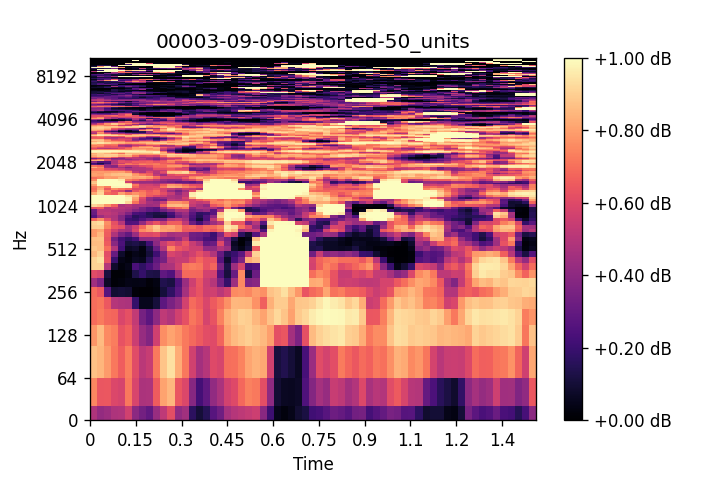 00003-09-09Distorted-50_units
Hz
8192
4096
2048
1024
512
256
128
64
0
0 0.15 0.3 0.45 0.6 0.75 0.9 1.1 1.2 1.4
Time
+1.00 dB
+0.80 dB
+0.60 dB
+0.40 dB
+0.20 dB
+0.00 dB